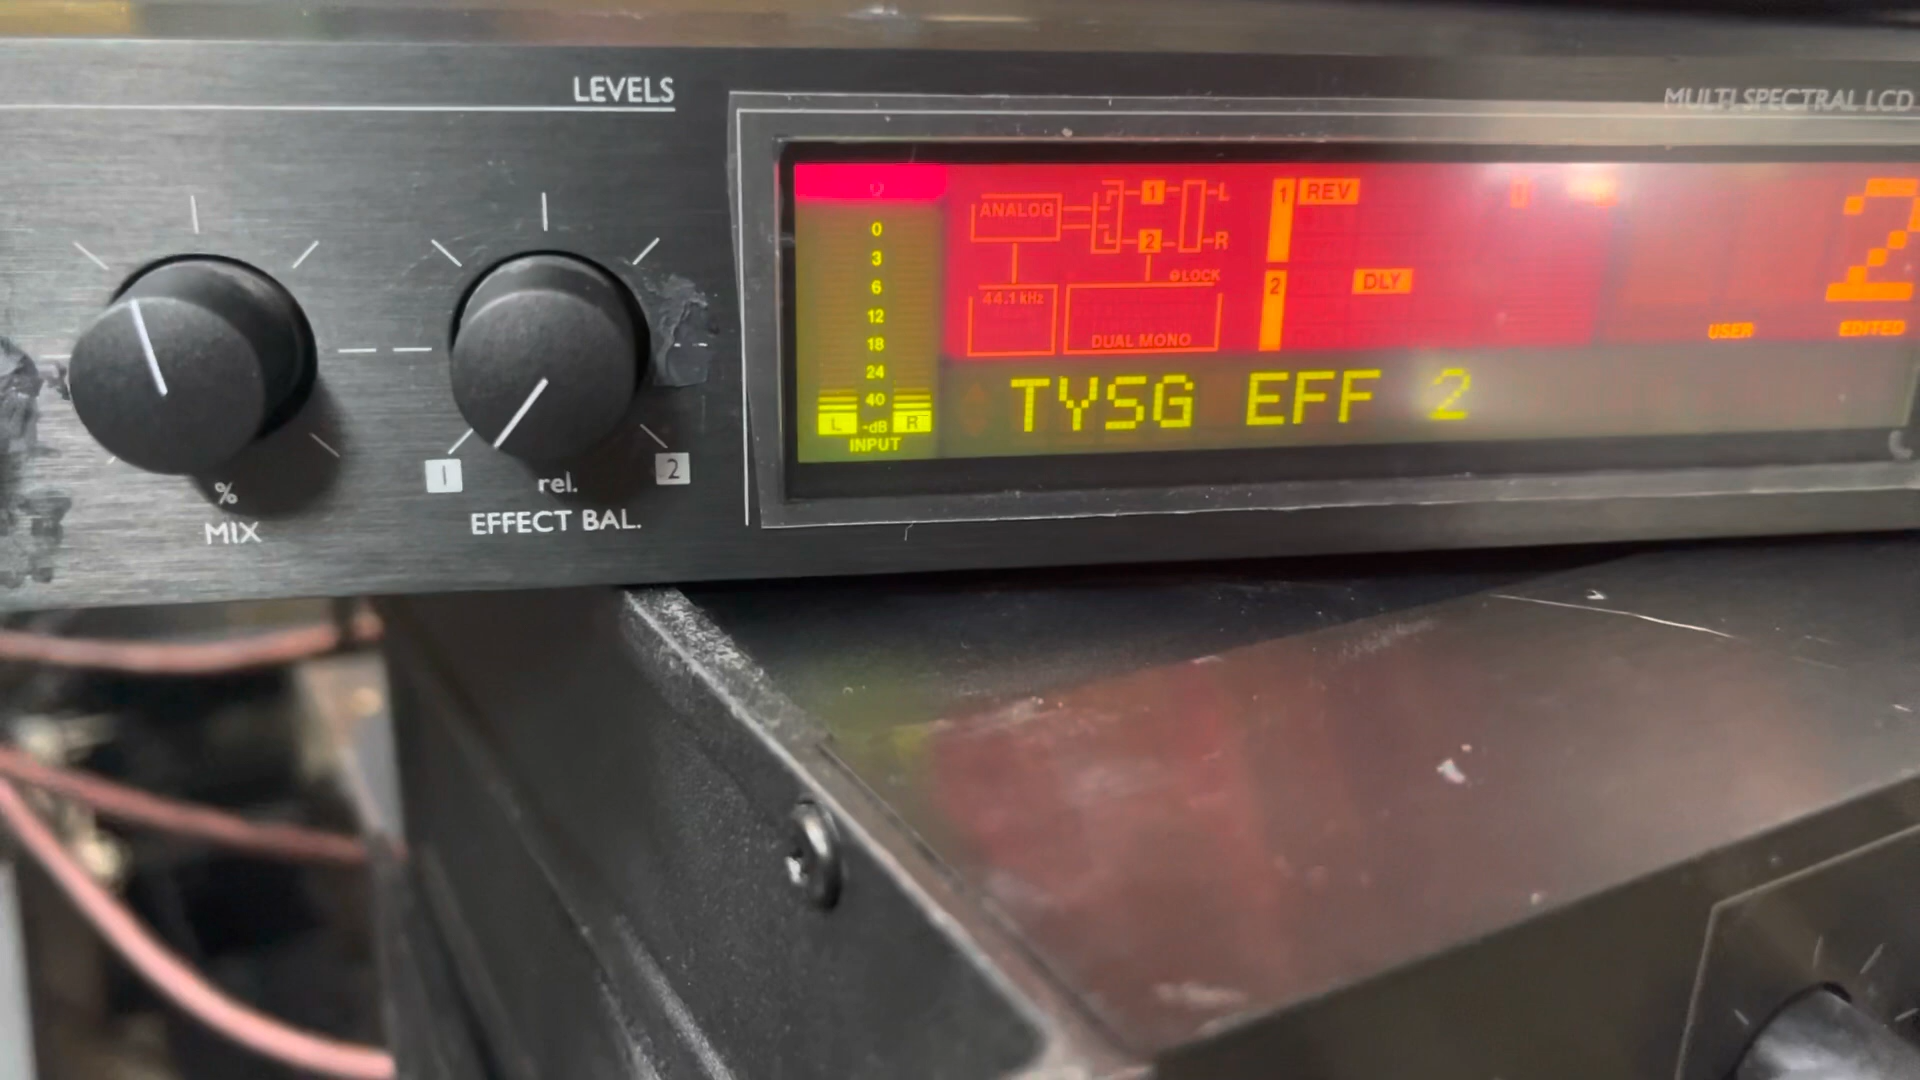 LEVELS
MULTI SPECTRAL LCD
%
MIX
1
rel.
2
EFFECT BAL.
0
3
6
12
18
24
40
L
-dB
R
INPUT
ANALOG
1
L
2
R
LOCK
44.1 kHz
DUAL MONO
1 REV
2 DLY
2
USER
EDITED
TYSG EFF 2